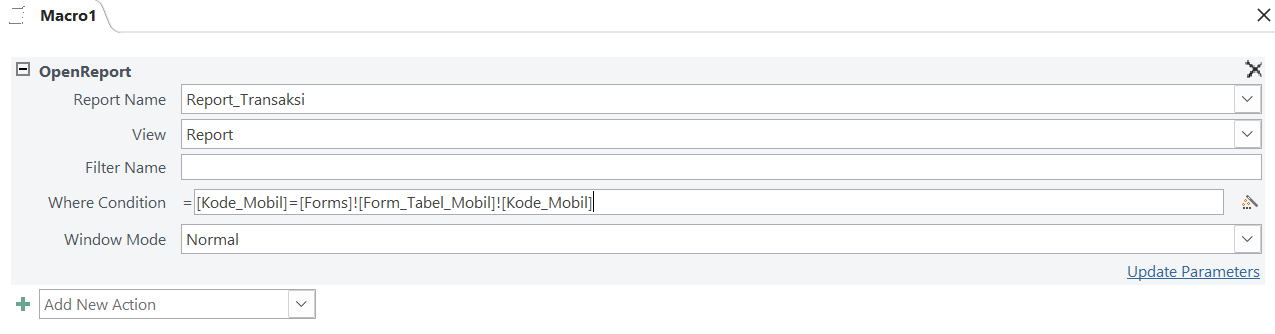 Macro1
OpenReport
Report Name Report_Transaksi
View Report
Filter Name
Where Condition = [Kode_Mobil]=[Forms]![Form_Tabel_Mobil]![Kode_Mobil]
Window Mode Normal
Update Parameters
Add New Action